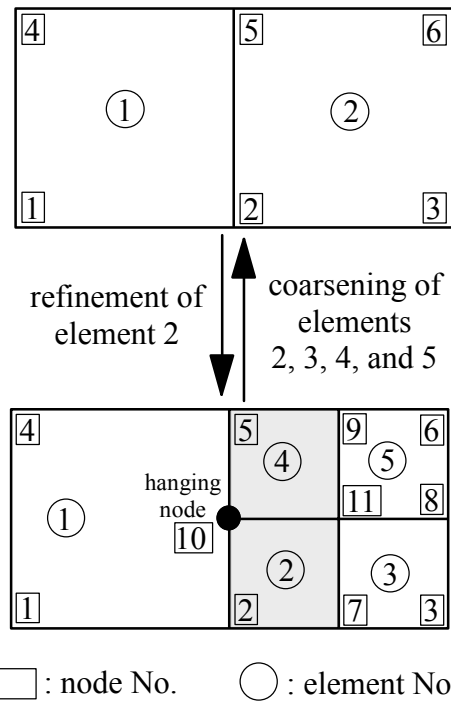 4 5 6
1 2
1 2 3
refinement of
element 2
coarsening of
elements
2, 3, 4, and 5
4 5 9 6
4 5
hanging
node
1 10 11 8
2 3
1 2 7 3
: node No.
: element No